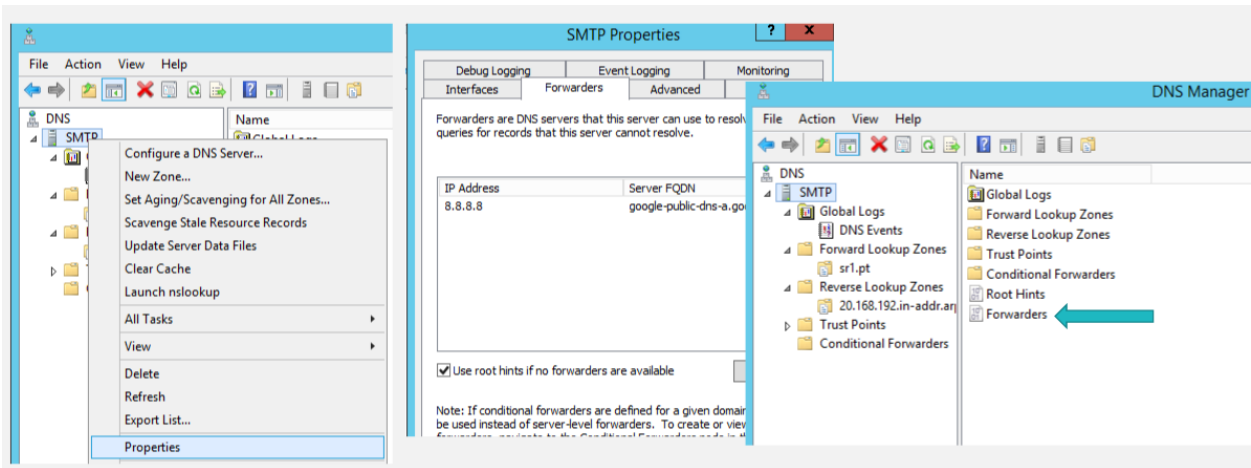 File Action View Help
DNS
SMTP
Name
Configure a DNS Server...
New Zone...
Set Aging/Scavenging for All Zones...
Scavenge Stale Resource Records
Update Server Data Files
Clear Cache
Launch nslookup
All Tasks
View
Delete
Refresh
Export List...
Properties
SMTP Properties
? X
Debug Logging Event Logging Monitoring
Interfaces Forwarders Advanced
Forwarders are DNS servers that this server can use to resolv
queries for records that this server cannot resolve.
IP Address Server FQDN
8.8.8.8 google-public-dns-a.go
Use root hints if no forwarders are available
Note: If conditional forwarders are defined for a given domain
be used instead of server-level forwarders. To create or view
DNS Manager
File Action View Help
DNS
SMTP
Global Logs
DNS Events
Forward Lookup Zones
sr1.pt
Reverse Lookup Zones
20.168.192.in-addr.arp
Trust Points
Conditional Forwarders
Name
Global Logs
Forward Lookup Zones
Reverse Lookup Zones
Trust Points
Conditional Forwarders
Root Hints
Forwarders